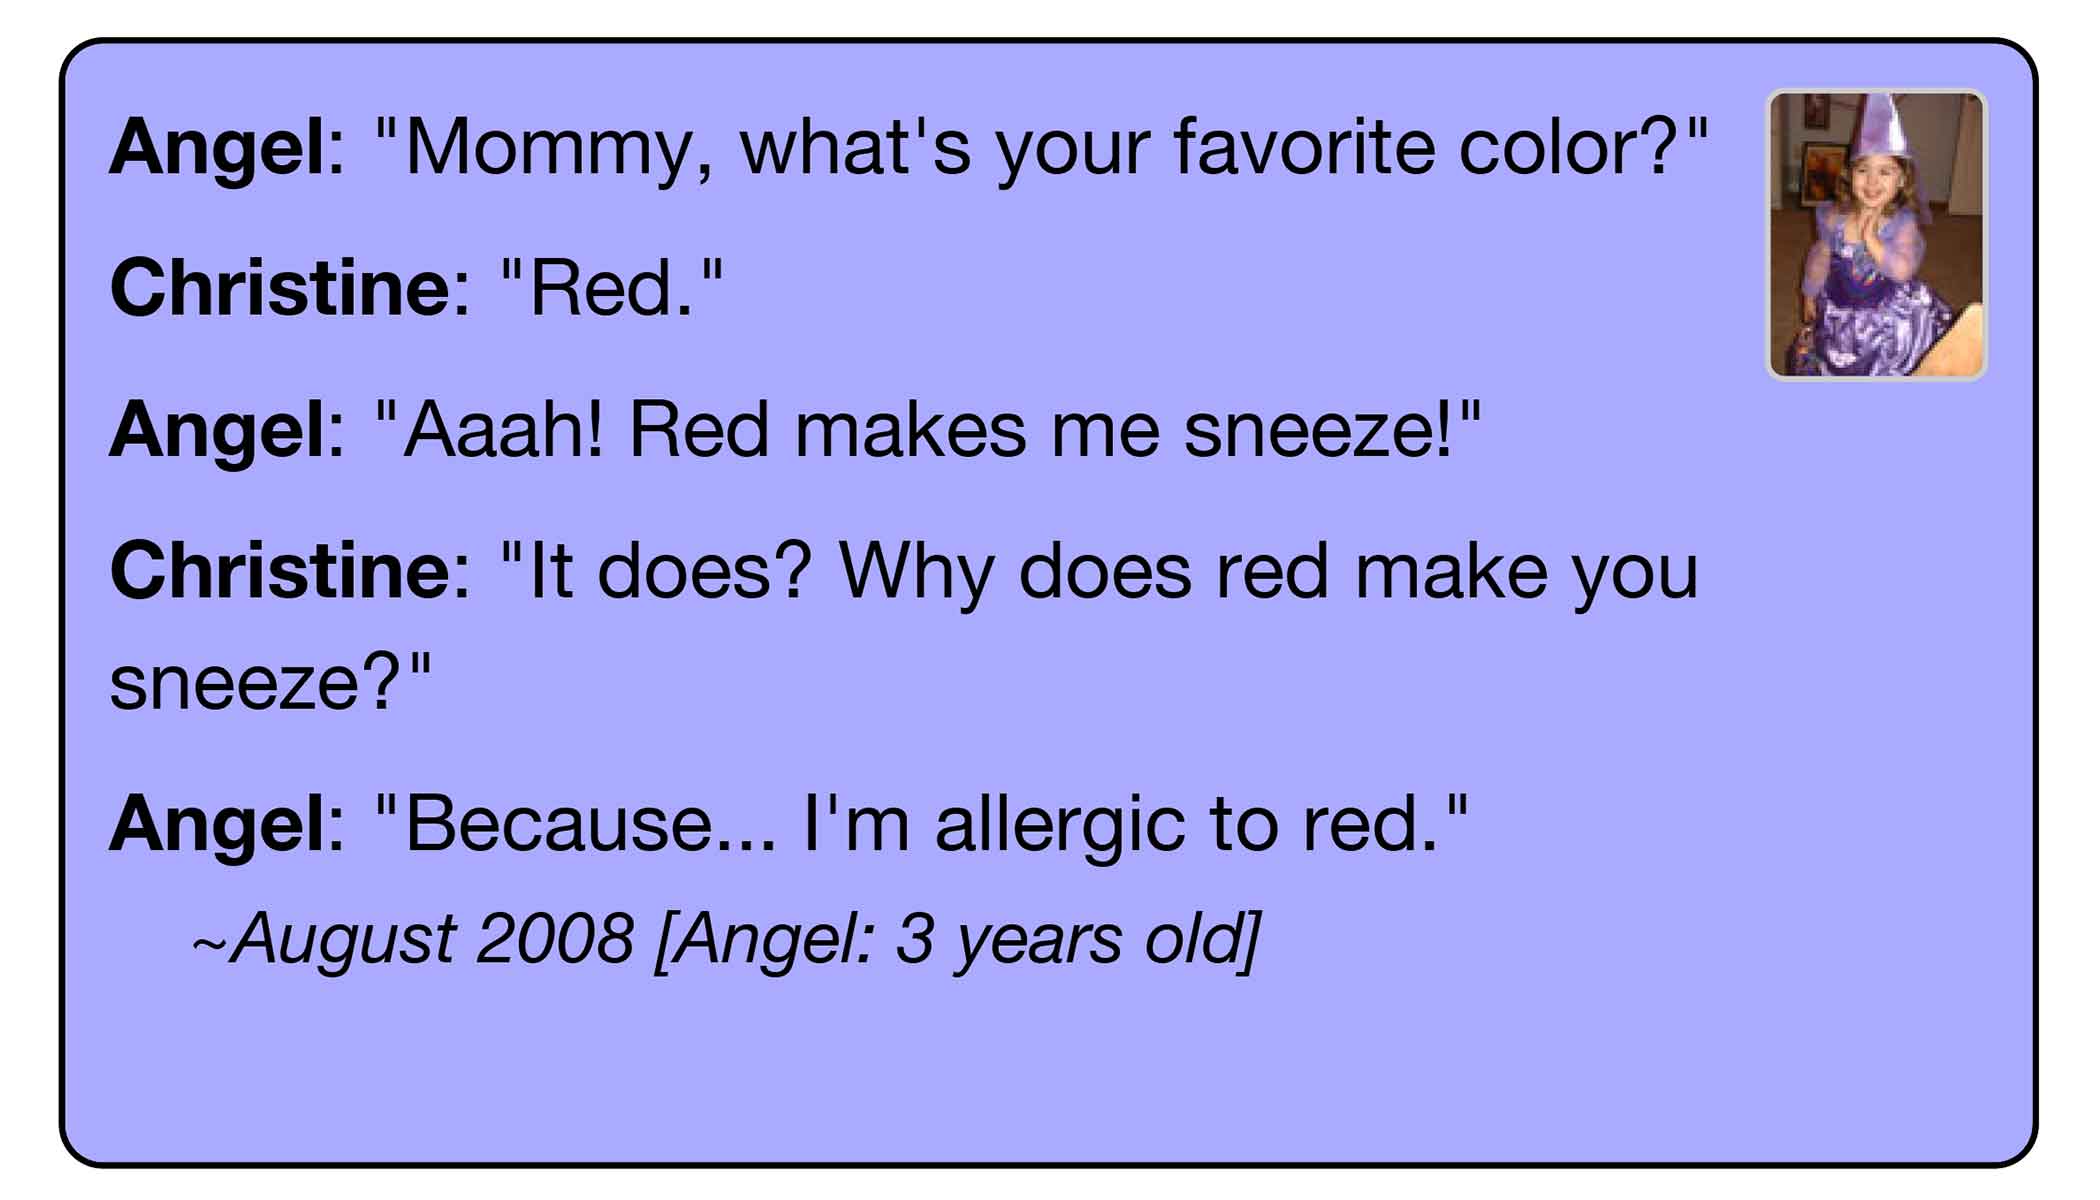 Angel: "Mommy, what's your favorite color?"
Christine: "Red."
Angel: "Aaah! Red makes me sneeze!"
Christine: "It does? Why does red make you
sneeze?"
Angel: "Because... I'm allergic to red."
~August 2008 [Angel: 3 years old]